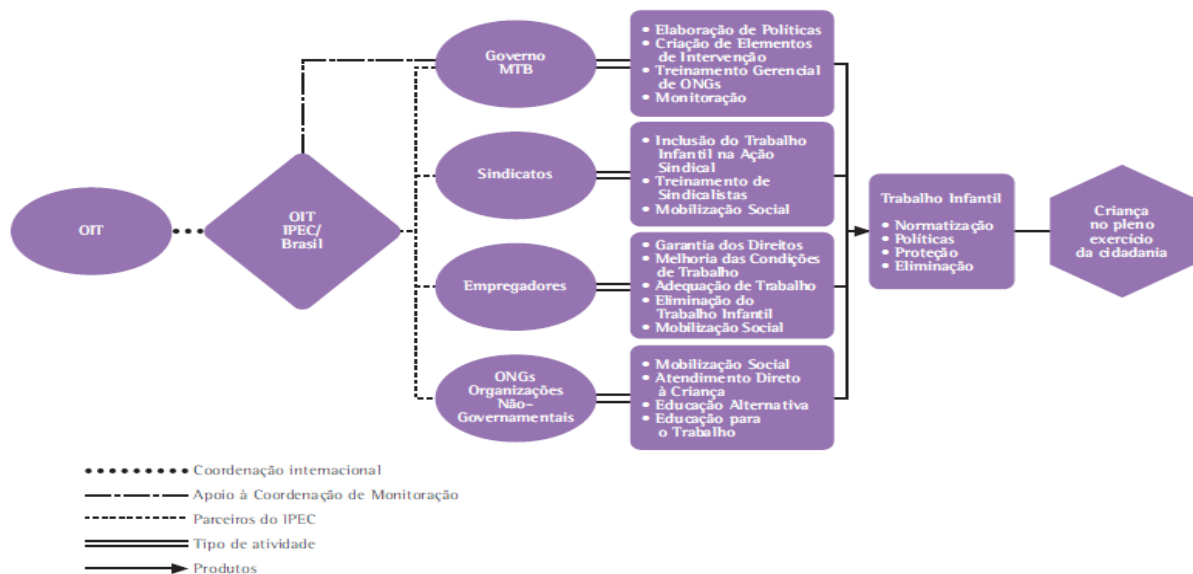 OIT
OIT
IPEC/
Brasil
Governo
MTB
• Elaboração de Políticas
• Criação de Elementos
de Intervenção
• Treinamento Gerencial
de ONGs
• Monitoração
Sindicatos
• Inclusão do Trabalho
Infantil na Ação
Sindical
• Treinamento de
Sindicalistas
• Mobilização Social
Empregadores
• Garantia dos Direitos
• Melhoria das Condições
de Trabalho
• Adequação de Trabalho
• Eliminação do
Trabalho Infantil
• Mobilização Social
ONGs
Organizações
Não-
Governamentais
• Mobilização Social
• Atendimento Direto
à Criança
• Educação Alternativa
• Educação para
o Trabalho
Trabalho Infantil
• Normatização
• Políticas
• Proteção
• Eliminação
Criança
no pleno
exercício
da cidadania
Coordenação internacional
Apoio à Coordenação de Monitoração
Parceiros do IPEC
Tipo de atividade
Produtos